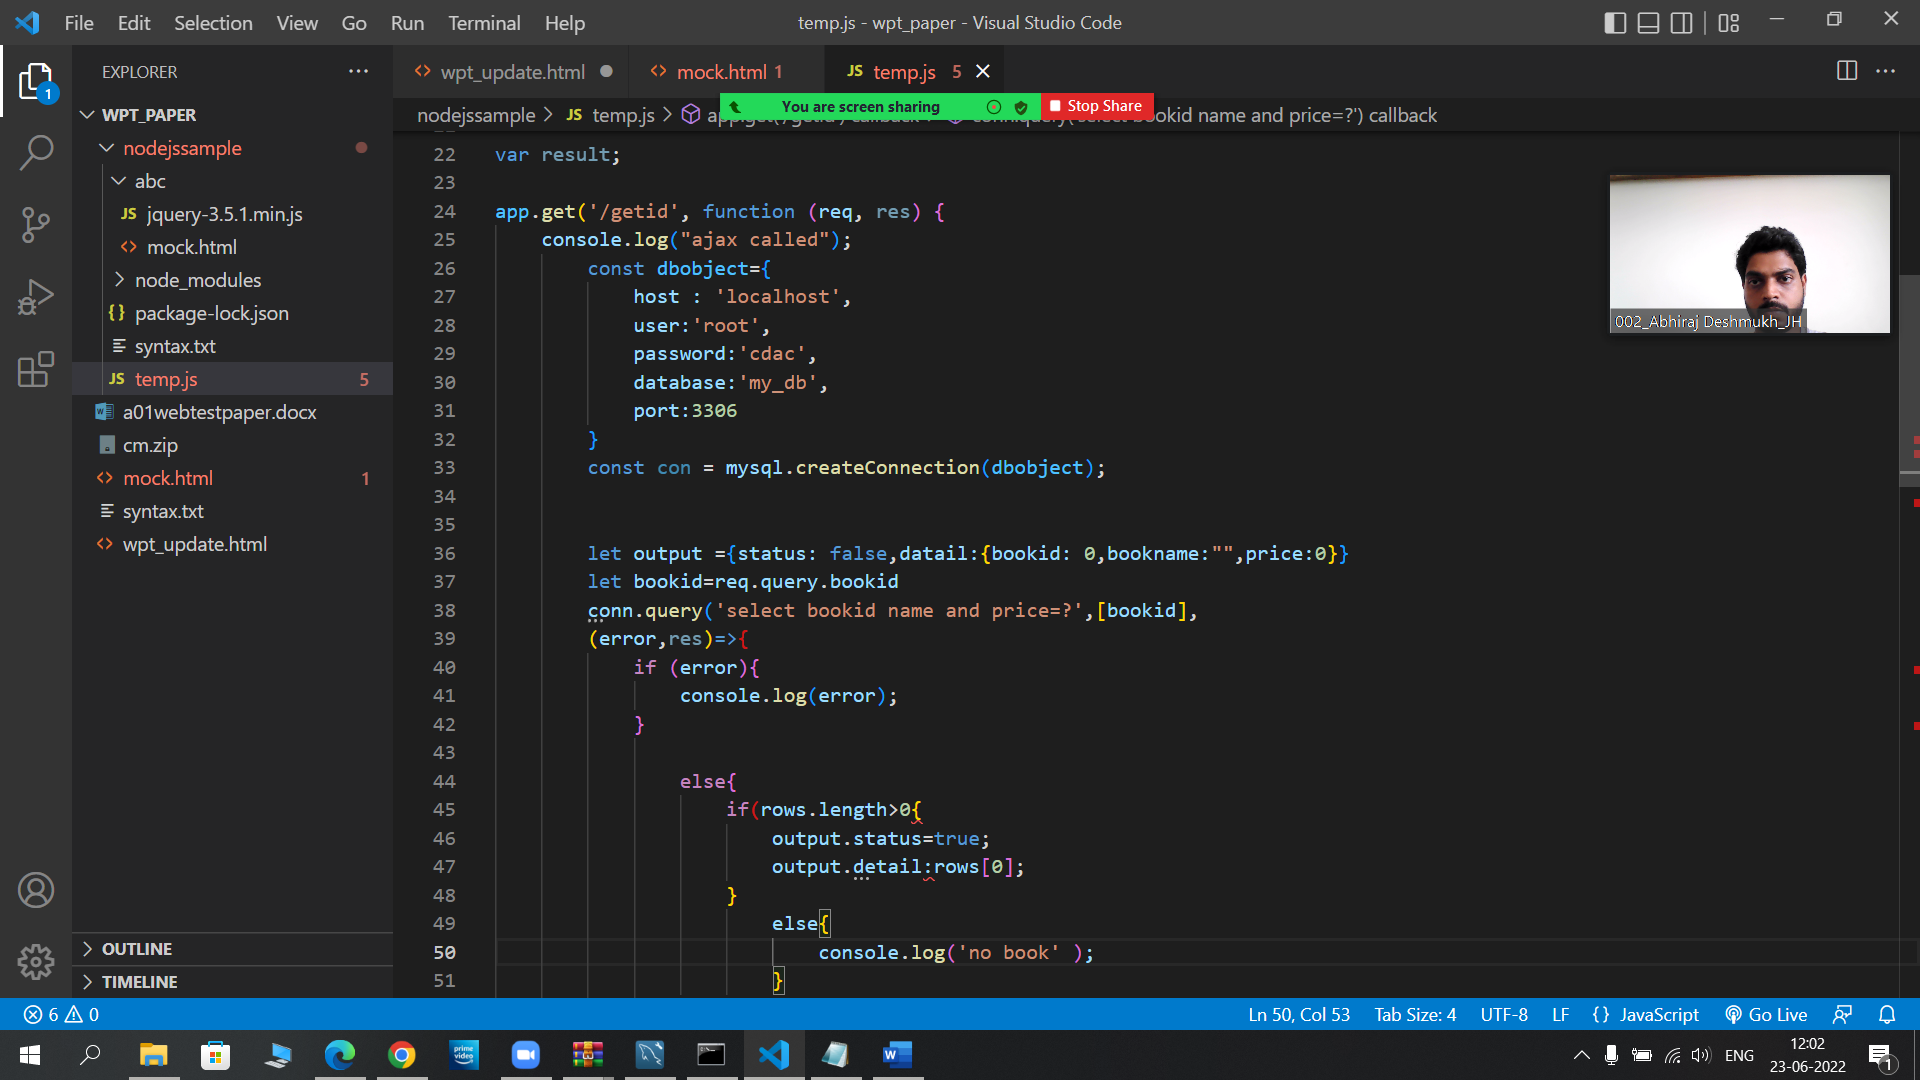 File Edit Selection View Go Run Terminal Help
temp.js - wpt_paper - Visual Studio Code
EXPLORER
wpt_update.html
mock.html 1
JS temp.js 5
You are screen sharing
Stop Share
nodejssample > JS temp.js >
ookid name and price=?') callback
1
WPT_PAPER
nodejssample
abc
JS jquery-3.5.1.min.js
mock.html
node_modules
{} package-lock.json
syntax.txt
JS temp.js 5
a01webtestpaper.docx
cm.zip
mock.html 1
syntax.txt
wpt_update.html
OUTLINE
TIMELINE
22 var result;
23
24 app.get('/getid', function (req, res) {
25 console.log("ajax called");
26 const dbobject={
27 host : 'localhost',
28 user:'root',
29 password:'cdac',
30 database:'my_db',
31 port:3306
32 }
33 const con = mysql.createConnection(dbobject);
34
35
36 let output ={status: false,datail:{bookid: 0,bookname:"",price:0}}
37 let bookid=req.query.bookid
38 conn.query('select bookid name and price=?',[bookid],
39 (error,res)=>{
40 if (error){
41 console.log(error);
42 }
43
44 else{
45 if(rows.length>0{
46 output.status=true;
47 output.detail:rows[0];
48 }
49 else{
50 console.log('no book' );
51 }
002_Abhiraj Deshmukh_JH
6 0
Ln 50, Col 53 Tab Size: 4 UTF-8 LF {} JavaScript Go Live
prime video
W
ENG
12:02
23-06-2022
1